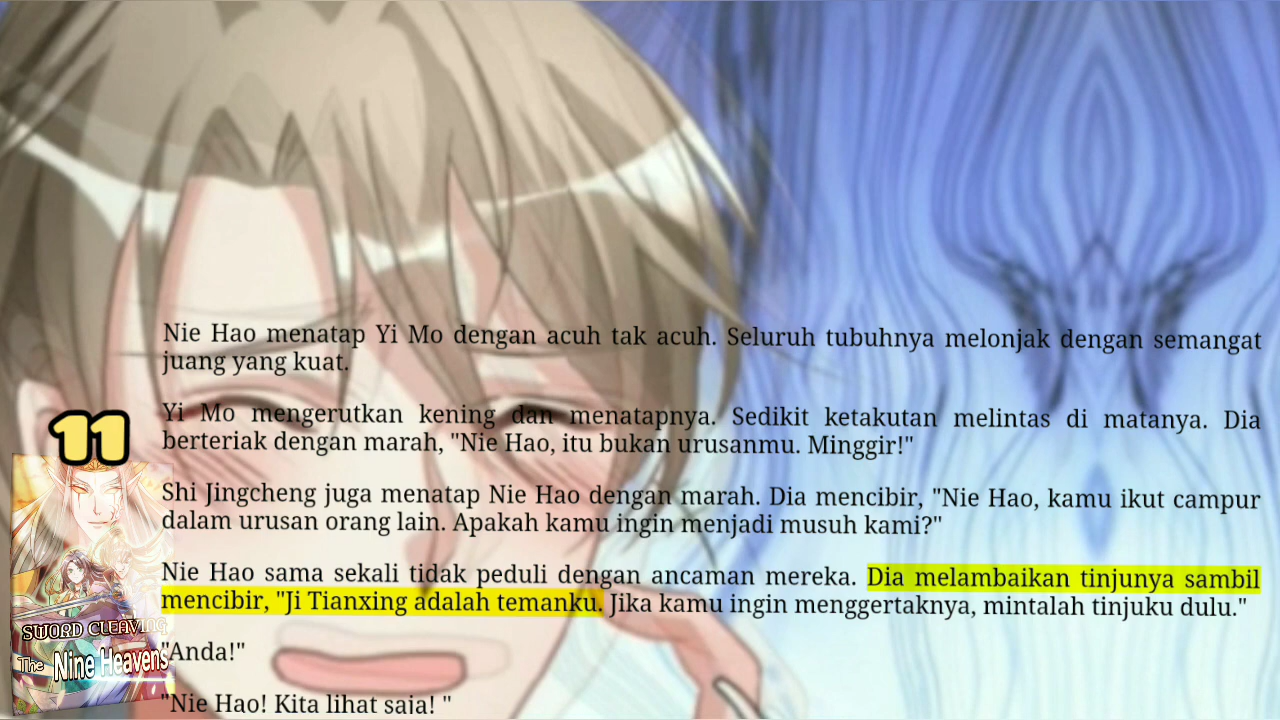 Nie Hao menatap Yi Mo dengan acuh tak acuh. Seluruh tubuhnya melonjak dengan semangat
juang yang kuat.
Yi Mo mengerutkan kening dan menatapnya. Sedikit ketakutan melintas di matanya. Dia
berteriak dengan marah, "Nie Hao, itu bukan urusanmu. Minggir!"
Shi Jingcheng juga menatap Nie Hao dengan marah. Dia mencibir, "Nie Hao, kamu ikut campur
dalam urusan orang lain. Apakah kamu ingin menjadi musuh kami?"
Nie Hao sama sekali tidak peduli dengan ancaman mereka. Dia melambaikan tinjunya sambil
mencibir, "Ji Tianxing adalah temanku. Jika kamu ingin menggertaknya, mintalah tinjuku dulu."
"Anda!"
"Nie Hao! Kita lihat saja! "
11
SWORD CLEAVING
The Nine Heavens